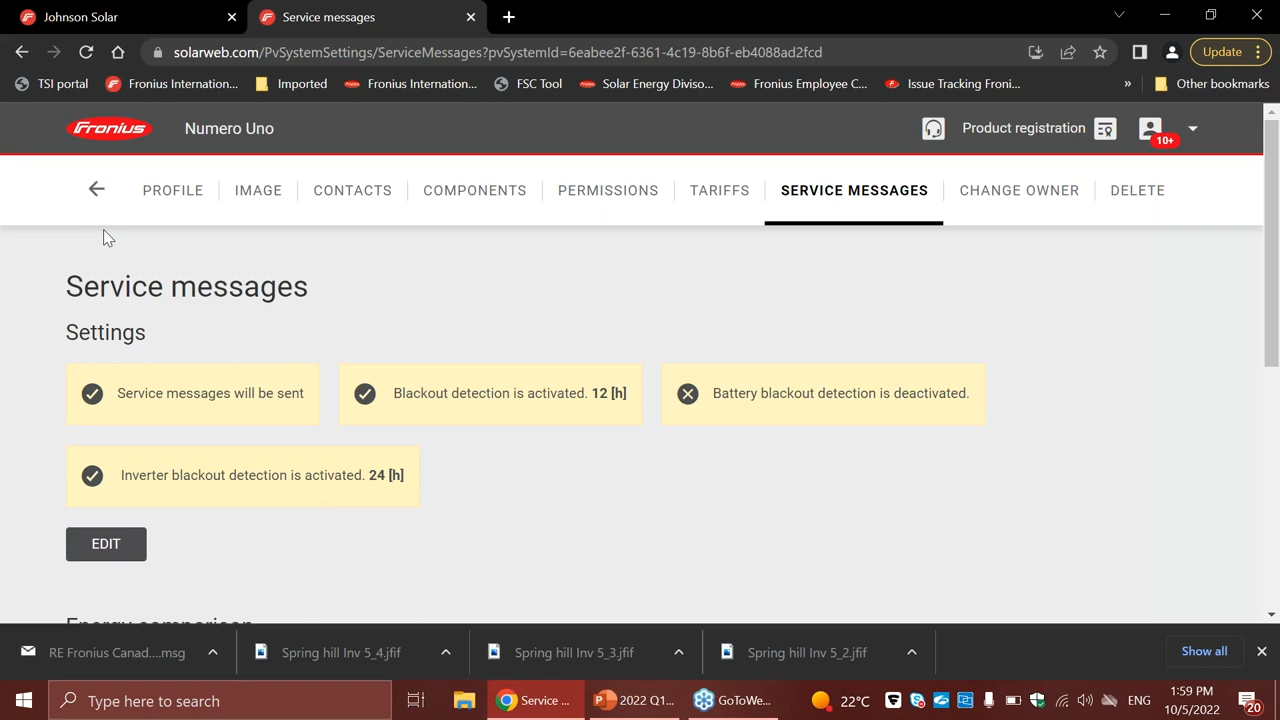 Johnson Solar
Service messages
solarweb.com/PvSystemSettings/ServiceMessages?pvSystemId=6eabee2f-6361-4c19-8b6f-eb4088ad2fcd
Update
TSI portal
Fronius Internation...
Imported
Fronius Internation...
FSC Tool
Solar Energy Diviso...
Fronius Employee C...
Issue Tracking Froni...
»
Other bookmarks
Fronius
Numero Uno
Product registration
10+
PROFILE
IMAGE
CONTACTS
COMPONENTS
PERMISSIONS
TARIFFS
SERVICE MESSAGES
CHANGE OWNER
DELETE
Service messages
Settings
Service messages will be sent
Blackout detection is activated. 12 [h]
Battery blackout detection is deactivated.
Inverter blackout detection is activated. 24 [h]
EDIT
Energy comparison
RE Fronius Canad....msg
Spring hill Inv 5_4.jfif
Spring hill Inv 5_3.jfif
Spring hill Inv 5_2.jfif
Show all
Type here to search
Service ...
2022 Q1...
GoToWe...
22°C
ENG
1:59 PM
10/5/2022
20